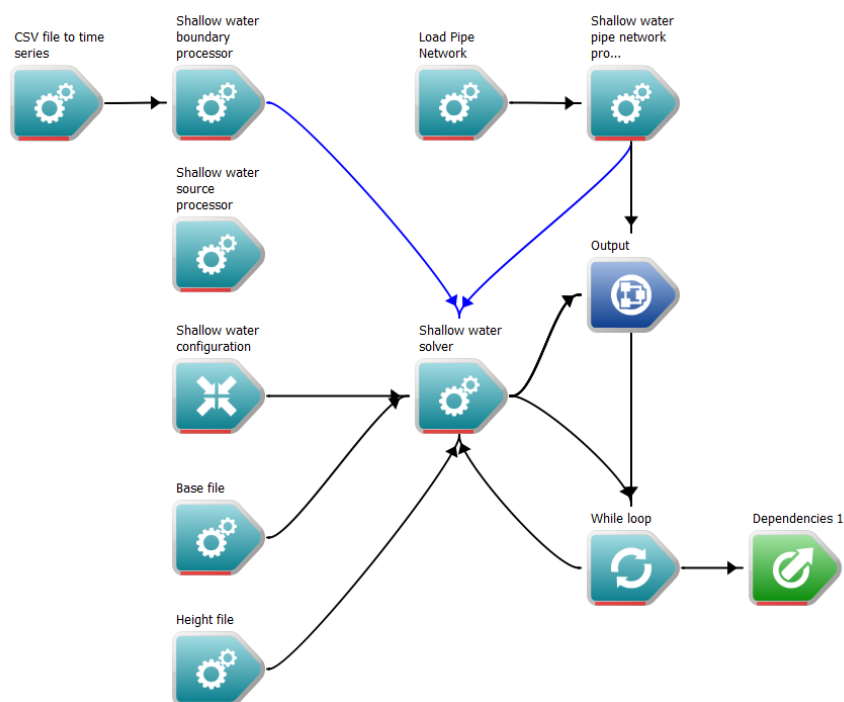 CSV file to time
series
Shallow water
boundary
processor
Load Pipe
Network
Shallow water
pipe network
pro...
Shallow water
source
processor
Output
Shallow water
configuration
Shallow water
solver
Base file
While loop
Dependencies 1
Height file